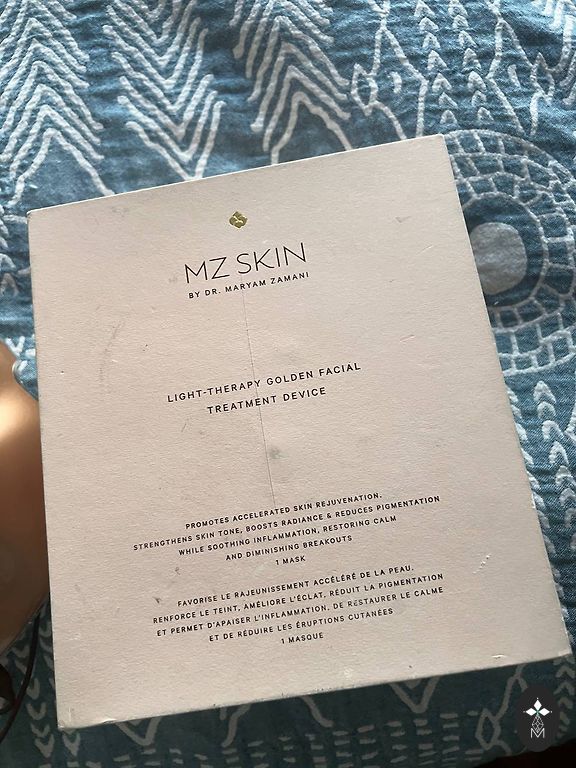 MZ SKIN
BY DR. MARYAM ZAMANI
LIGHT-THERAPY GOLDEN FACIAL
TREATMENT DEVICE
PROMOTES ACCELERATED SKIN REJUVENATION.
STRENGTHENS SKIN TONE, BOOSTS RADIANCE & REDUCES PIGMENTATION
WHILE SOOTHING INFLAMMATION, RESTORING CALM
AND DIMINISHING BREAKOUTS
1 MASK
FAVORISE LE RAJEUNISSEMENT ACCÉLÉRÉ DE LA PEAU.
RENFORCE LE TEINT, AMÉLIORE L'ÉCLAT, RÉDUIT LA PIGMENTATION
ET PERMET D'APAISER L'INFLAMMATION, DE RESTAURER LE CALME
ET DE RÉDUIRE LES ÉRUPTIONS CUTANÉES
1 MASQUE
M